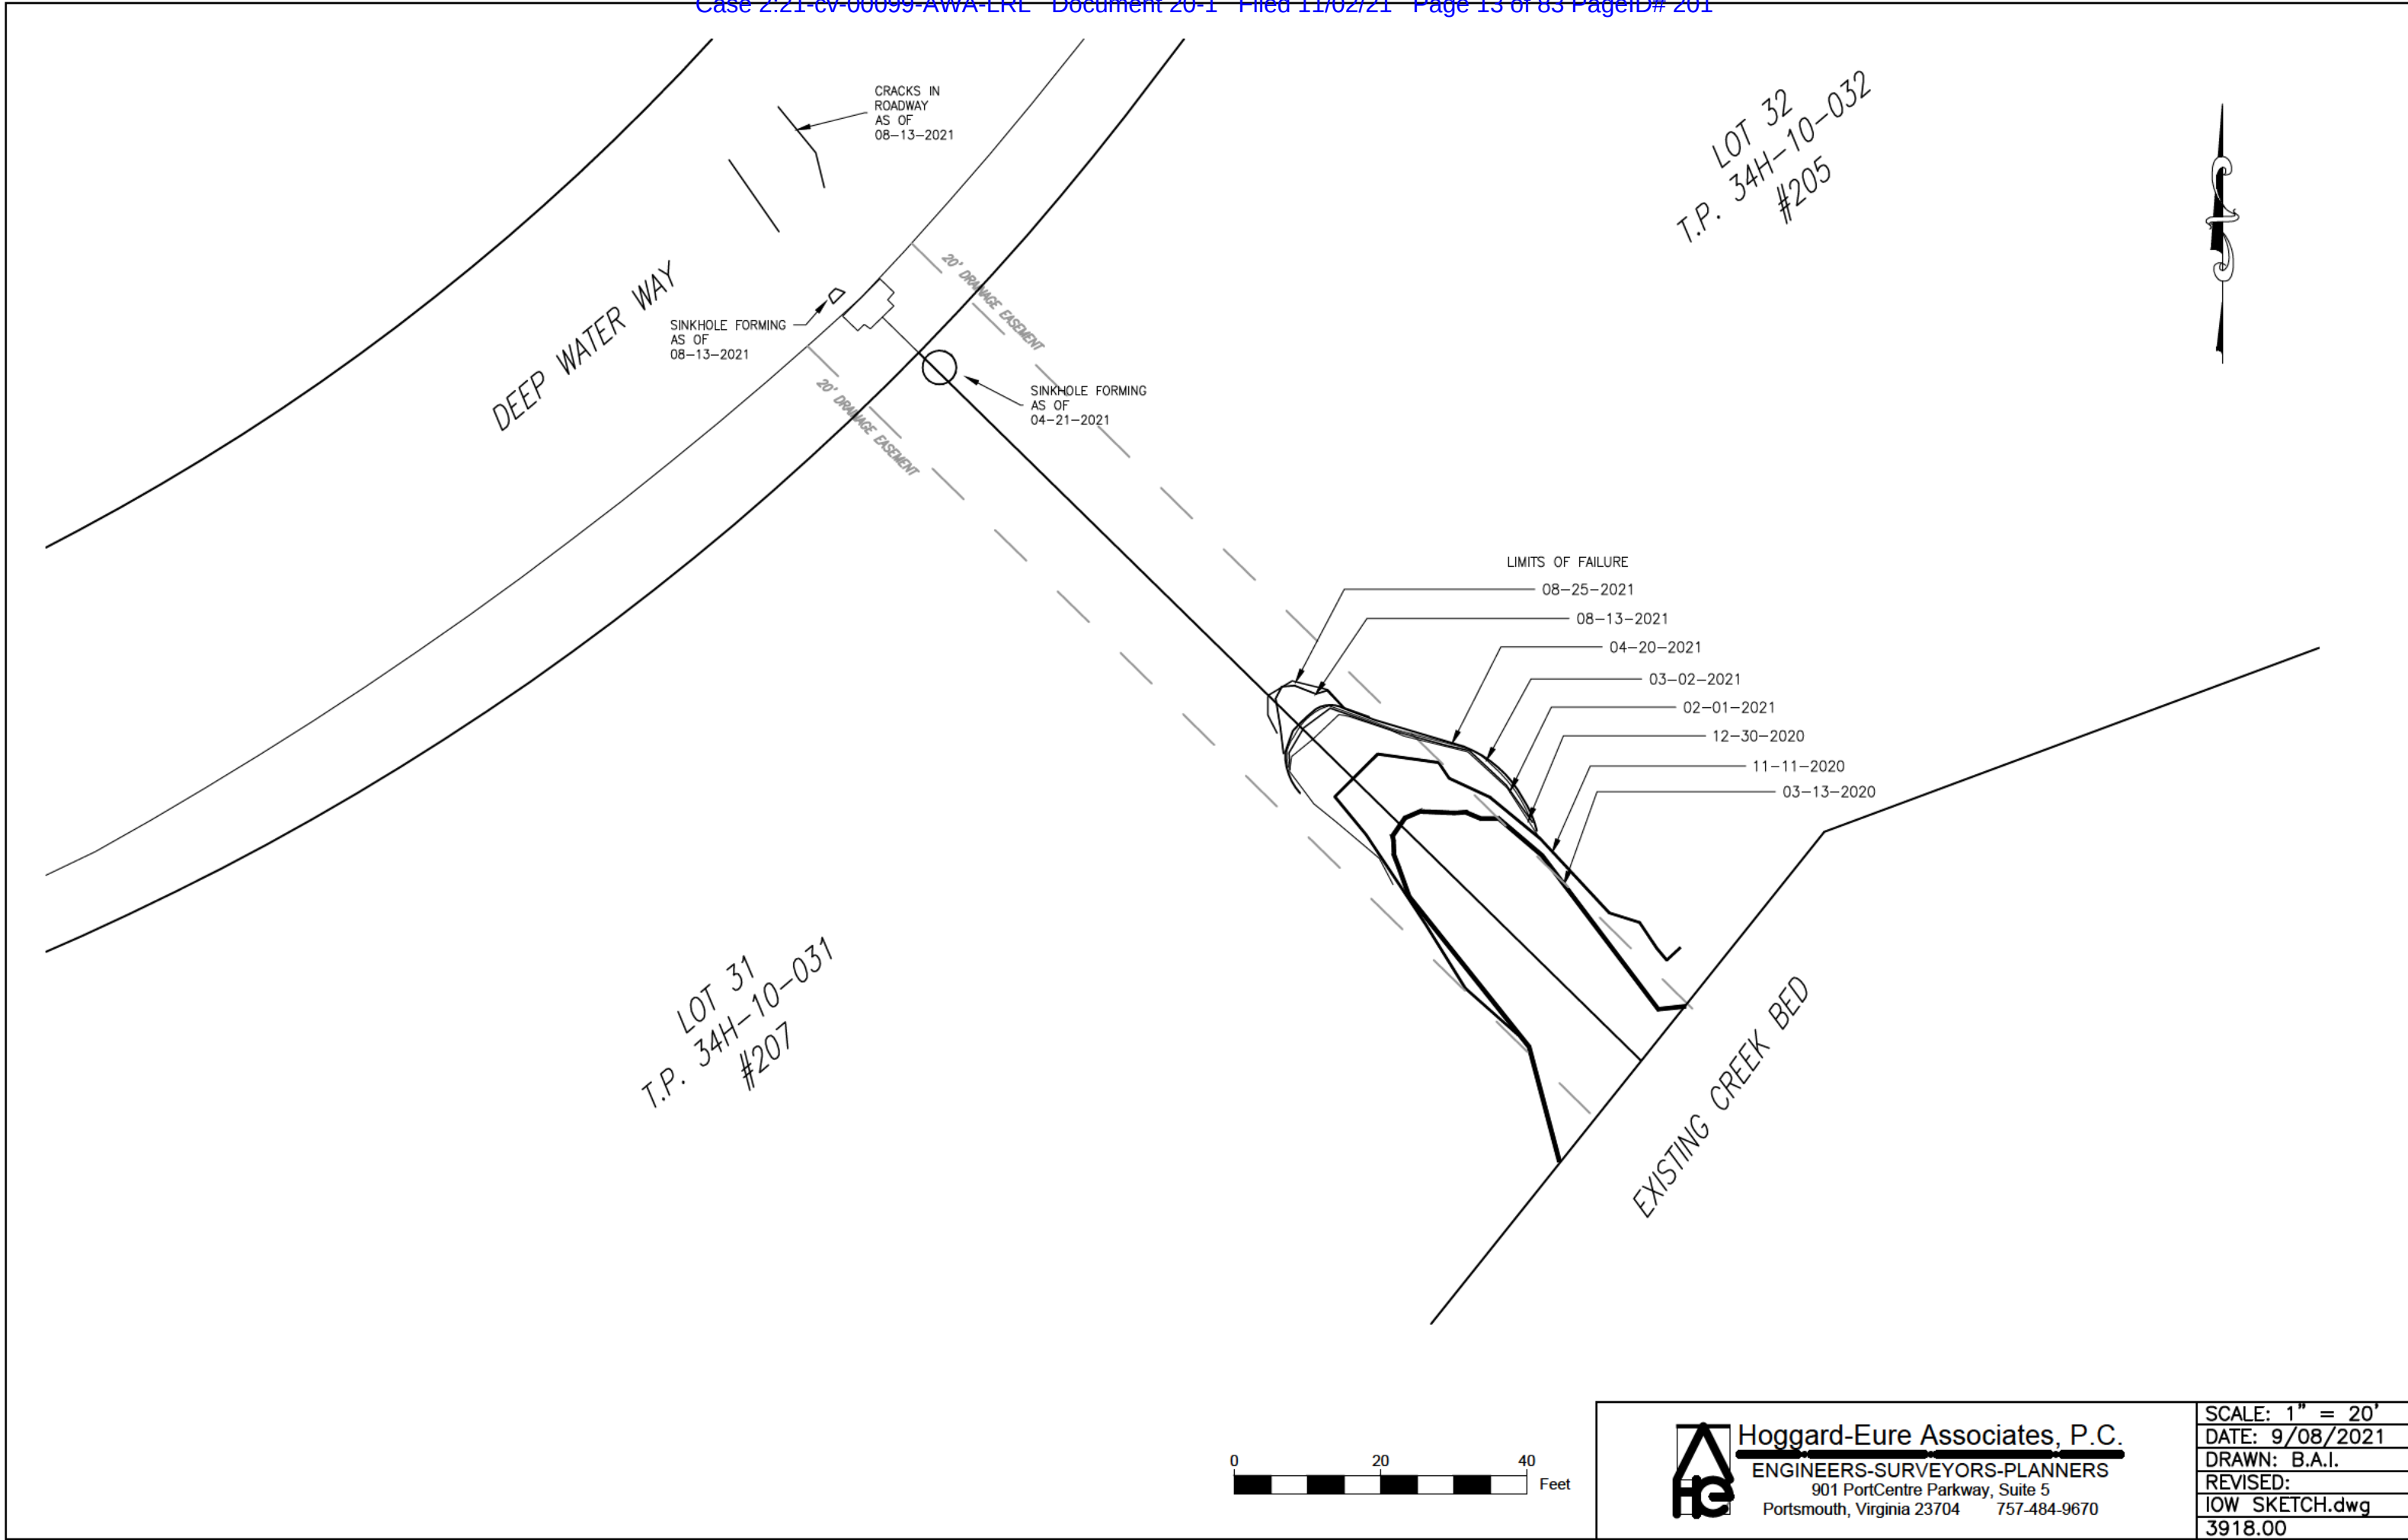 Case 2:21-cv-00099-AWA-LRL Document 20-1 Filed 11/02/21 Page 13 of 83 PageID# 201
CRACKS IN
ROADWAY
AS OF
08-13-2021
LOT 32
T.P. 34H-10-032
#205
20' DRAINAGE EASEMENT
DEEP WATER WAY
SINKHOLE FORMING
AS OF
08-13-2021
20' DRAINAGE EASEMENT
SINKHOLE FORMING
AS OF
04-21-2021
LIMITS OF FAILURE
08-25-2021
08-13-2021
04-20-2021
03-02-2021
02-01-2021
12-30-2020
11-11-2020
03-13-2020
LOT 31
T.P. 34H-10-031
#207
EXISTING CREEK BED
0 20 40
Feet
Hoggard-Eure Associates, P.C.
ENGINEERS-SURVEYORS-PLANNERS
901 PortCentre Parkway, Suite 5
Portsmouth, Virginia 23704 757-484-9670
SCALE: 1" = 20'
DATE: 9/08/2021
DRAWN: B.A.I.
REVISED:
IOW SKETCH.dwg
3918.00